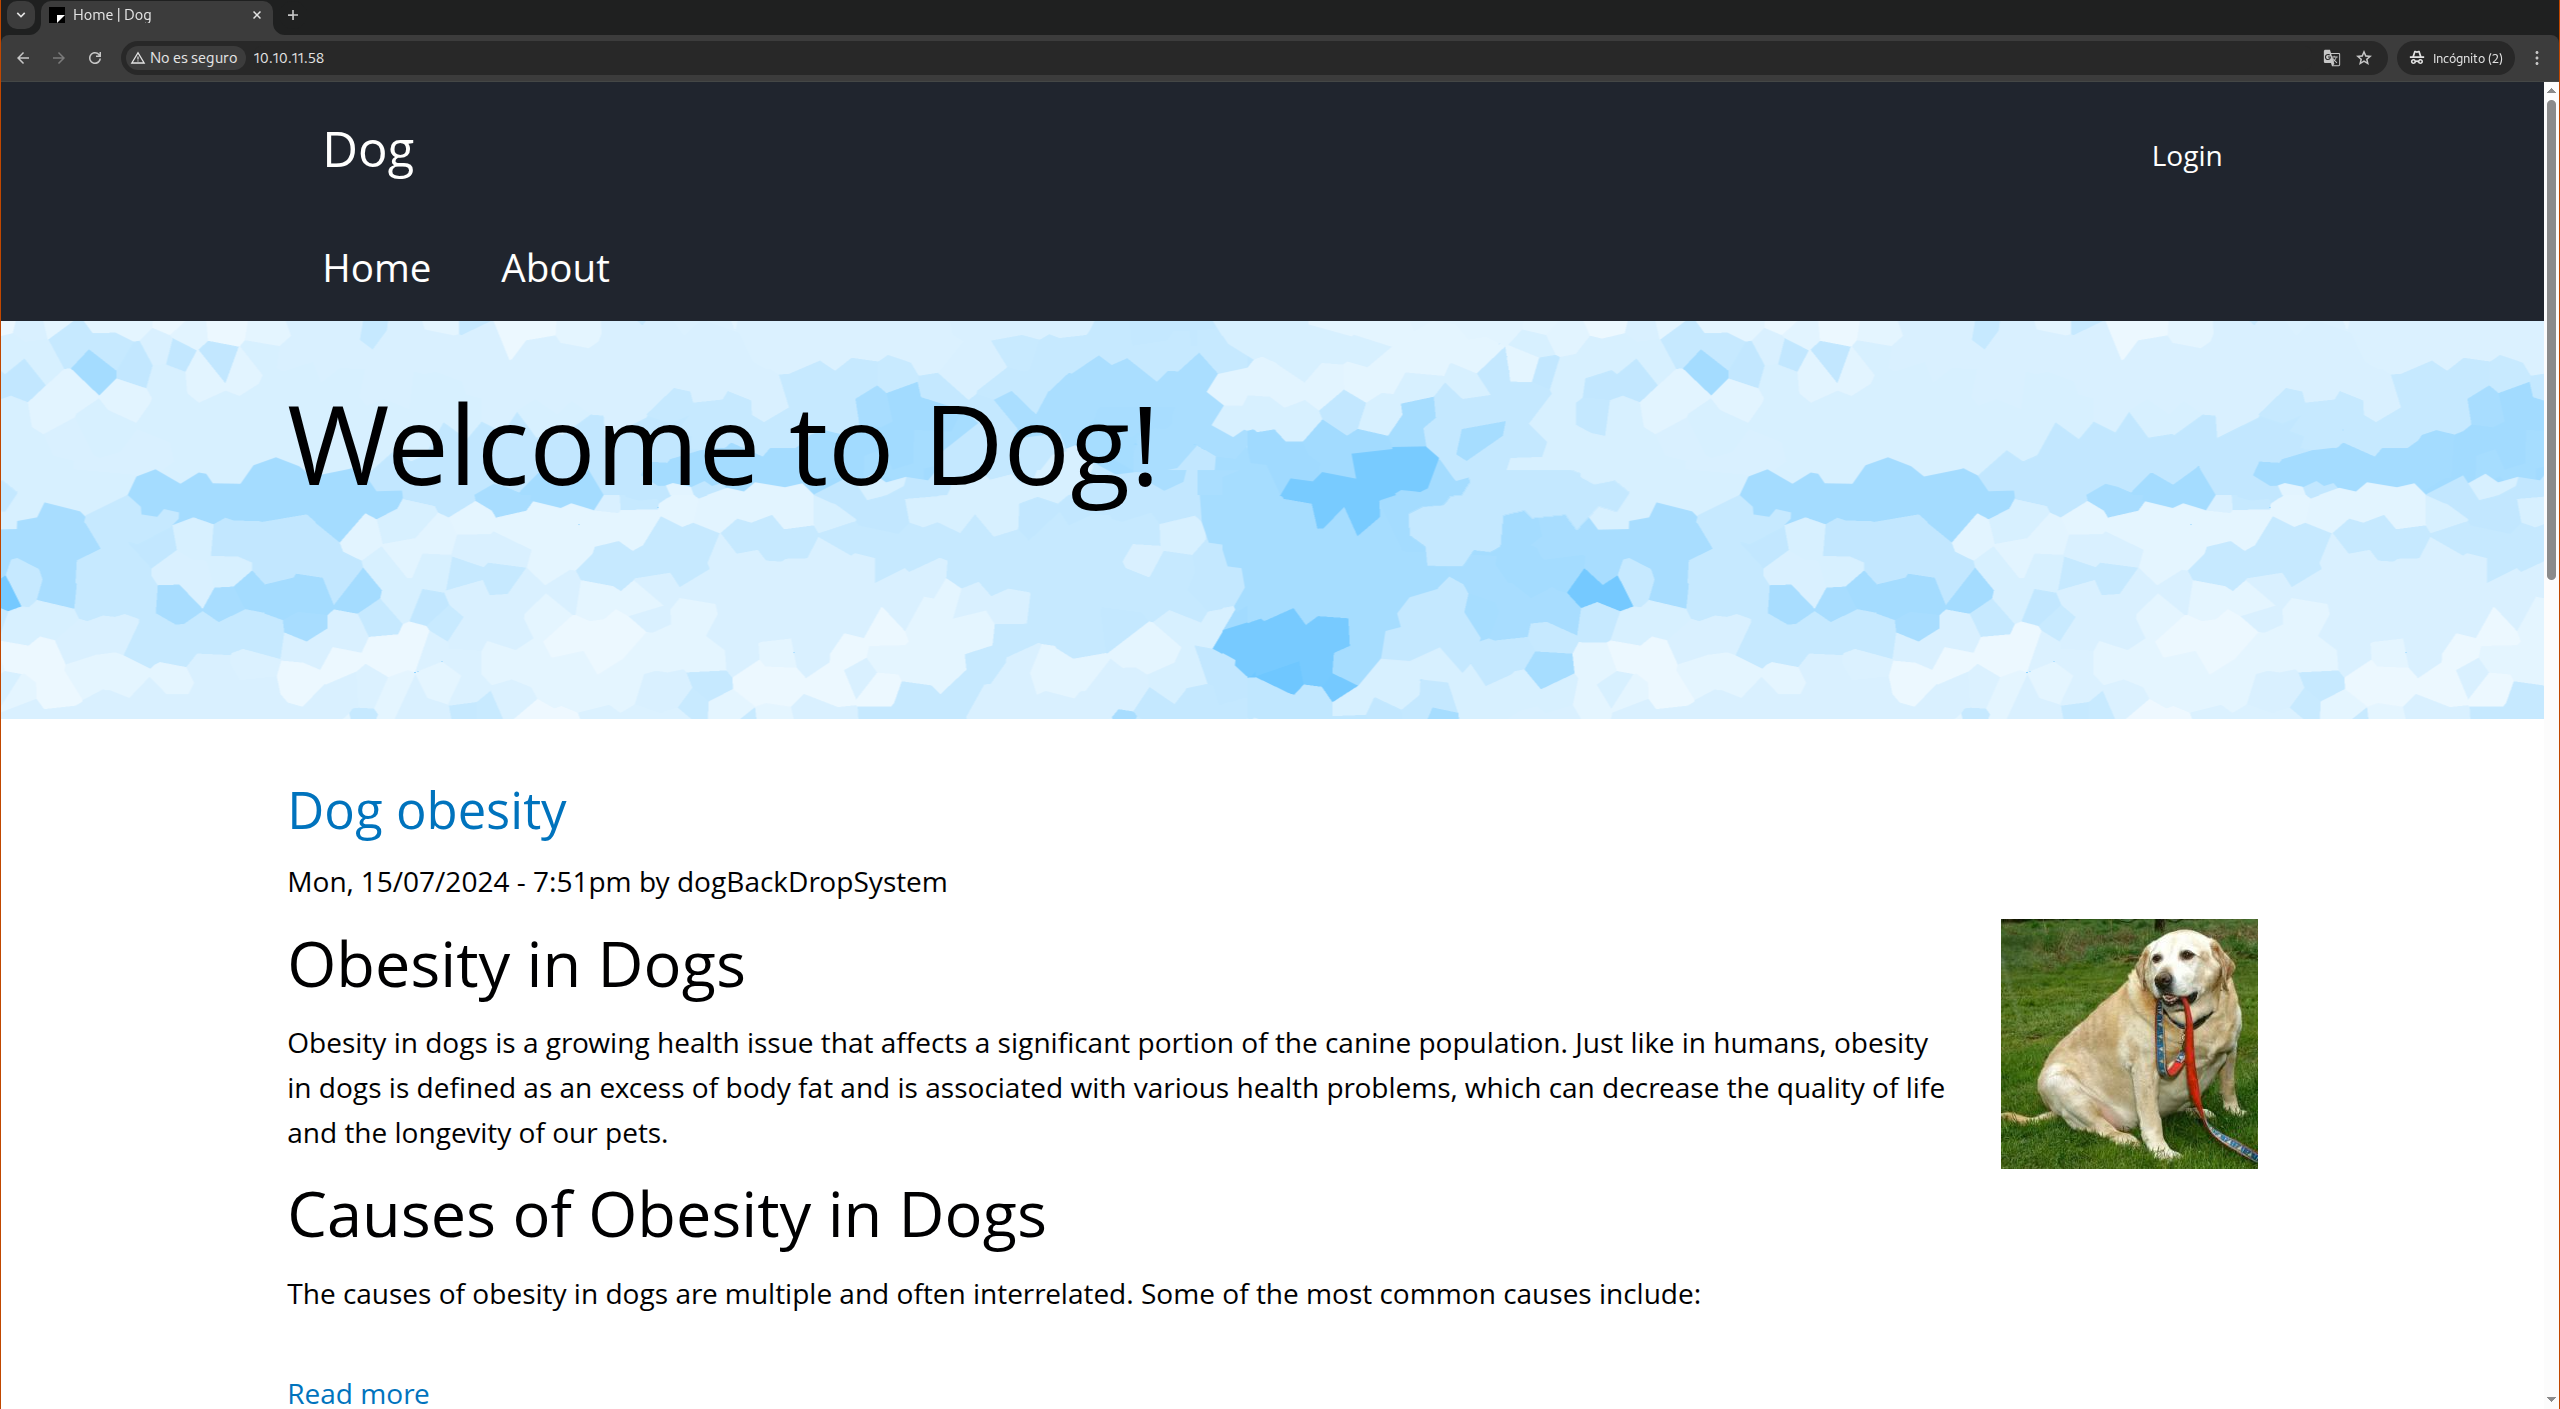 Home | Dog
No es seguro 10.10.11.58 Incógnito (2)
Dog
Login
Home About
Welcome to Dog!
Dog obesity
Mon, 15/07/2024 - 7:51pm by dogBackDropSystem
Obesity in Dogs
Obesity in dogs is a growing health issue that affects a significant portion of the canine population. Just like in humans, obesity
in dogs is defined as an excess of body fat and is associated with various health problems, which can decrease the quality of life
and the longevity of our pets.
Causes of Obesity in Dogs
The causes of obesity in dogs are multiple and often interrelated. Some of the most common causes include:
Read more